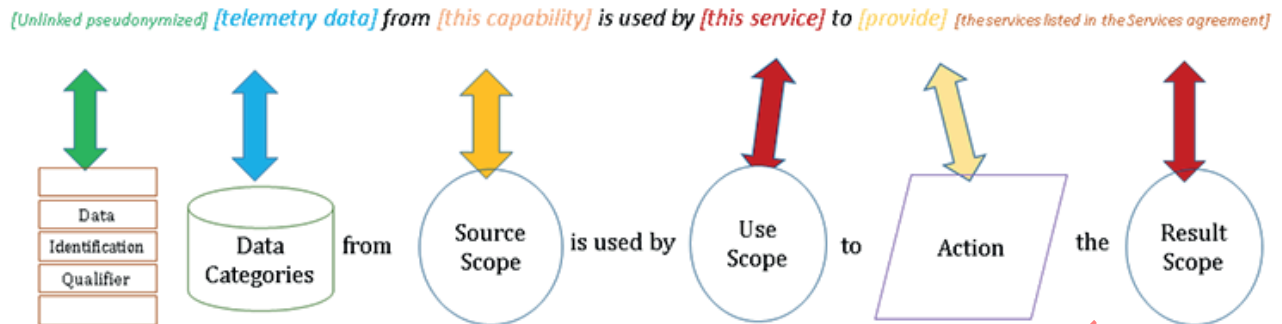 [Unlinked pseudonymized] [telemetry data] from [this capability] is used by [this service] to [provide] [the services listed in the Services agreement]
Data
Identification
Qualifier
Data
Categories
from
Source
Scope
is used by
Use
Scope
to
Action
the
Result
Scope